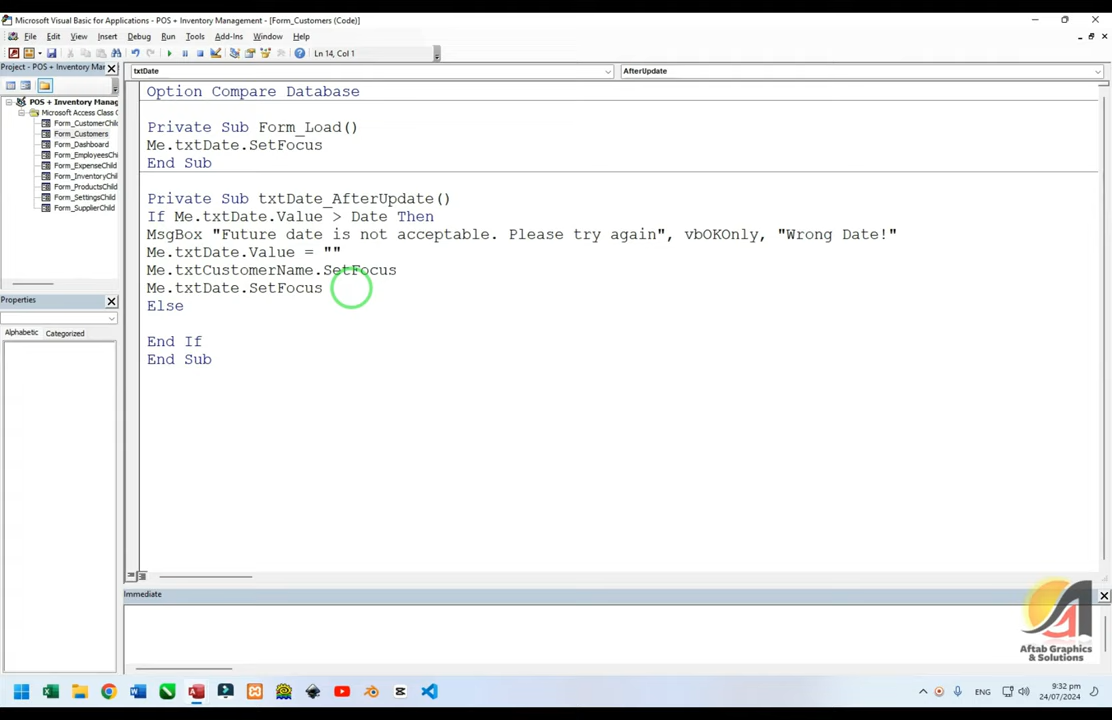 Microsoft Visual Basic for Applications - POS + Inventory Management - [Form_Customers (Code)]
File Edit View Insert Format Debug Run Tools Add-Ins Window Help
Ln 14, Col 1
Project - POS + Inventory Mar
txtDate
AfterUpdate
POS + Inventory Manag
Microsoft Access Class C
Form_CustomerChil
Form_Customers
Form_Dashboard
Form_EmployeesChi
Form_ExpenseChild
Form_InventoryChi
Form_ProductsChil
Form_SettingsChild
Form_SupplierChild
Option Compare Database
Private Sub Form_Load()
Me.txtDate.SetFocus
End Sub
Private Sub txtDate_AfterUpdate()
If Me.txtDate.Value > Date Then
MsgBox "Future date is not acceptable. Please try again", vbOKOnly, "Wrong Date!"
Me.txtDate.Value = ""
Me.txtCustomerName.SetFocus
Me.txtDate.SetFocus
Else
End If
End Sub
Properties
Alphabetic Categorized
Immediate
Aftab Graphics
& Solutions
ENG
9:32 pm
24/07/2024